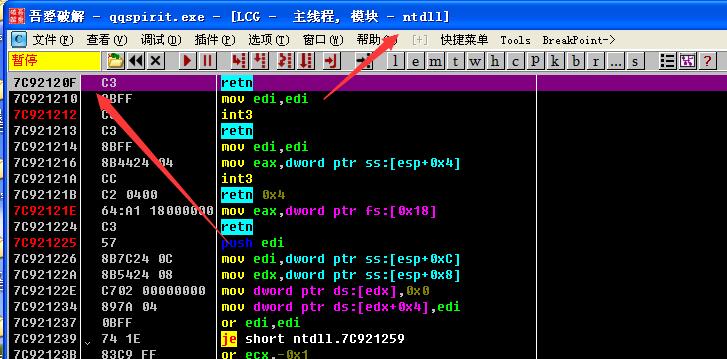 吾爱破解 - qqspirit.exe - [LCG - 主线程, 模块 - ntdll]
文件(F) 查看(V) 调试(D) 插件(P) 选项(T) 窗口(W) 帮助 [+] 快捷菜单 Tools BreakPoint->
暂停 l e m t w h c p k b r ... s ?
7C92120F C3 retn
7C921210 8BFF mov edi,edi
7C921212 int3
7C921213 C3 retn
7C921214 8BFF mov edi,edi
7C921216 8B4424 04 mov eax,dword ptr ss:[esp+0x4]
7C92121A CC int3
7C92121B C2 0400 retn 0x4
7C92121E 64:A1 18000000 mov eax,dword ptr fs:[0x18]
7C921224 C3 retn
7C921225 57 push edi
7C921226 8B7C24 0C mov edi,dword ptr ss:[esp+0xC]
7C92122A 8B5424 08 mov edx,dword ptr ss:[esp+0x8]
7C92122E C702 00000000 mov dword ptr ds:[edx],0x0
7C921234 897A 04 mov dword ptr ds:[edx+0x4],edi
7C921237 0BFF or edi,edi
7C921239 74 1E je short ntdll.7C921259
7C92123B 83C9 FF or ecx,-0x1